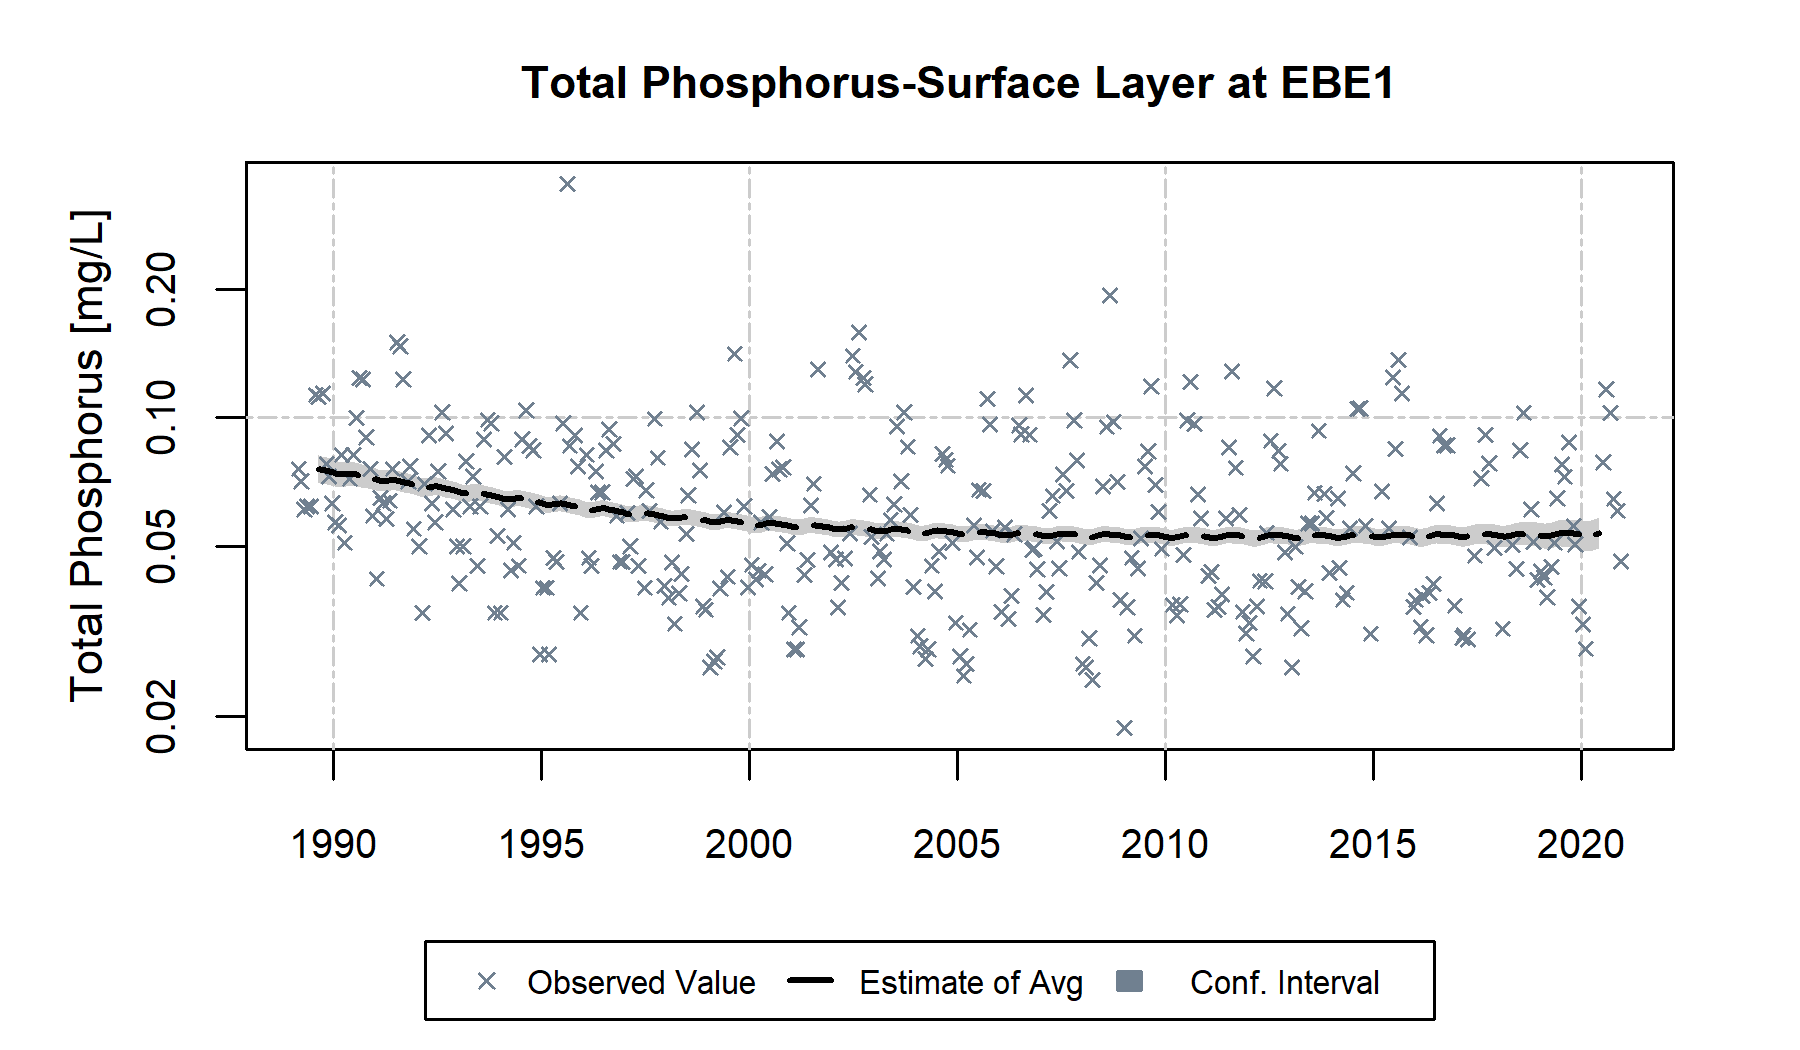 Total Phosphorus-Surface Layer at EBE1
Total Phosphorus [mg/L]
0.20
0.10
0.05
0.02
1990 1995 2000 2005 2010 2015 2020
Observed Value Estimate of Avg Conf. Interval